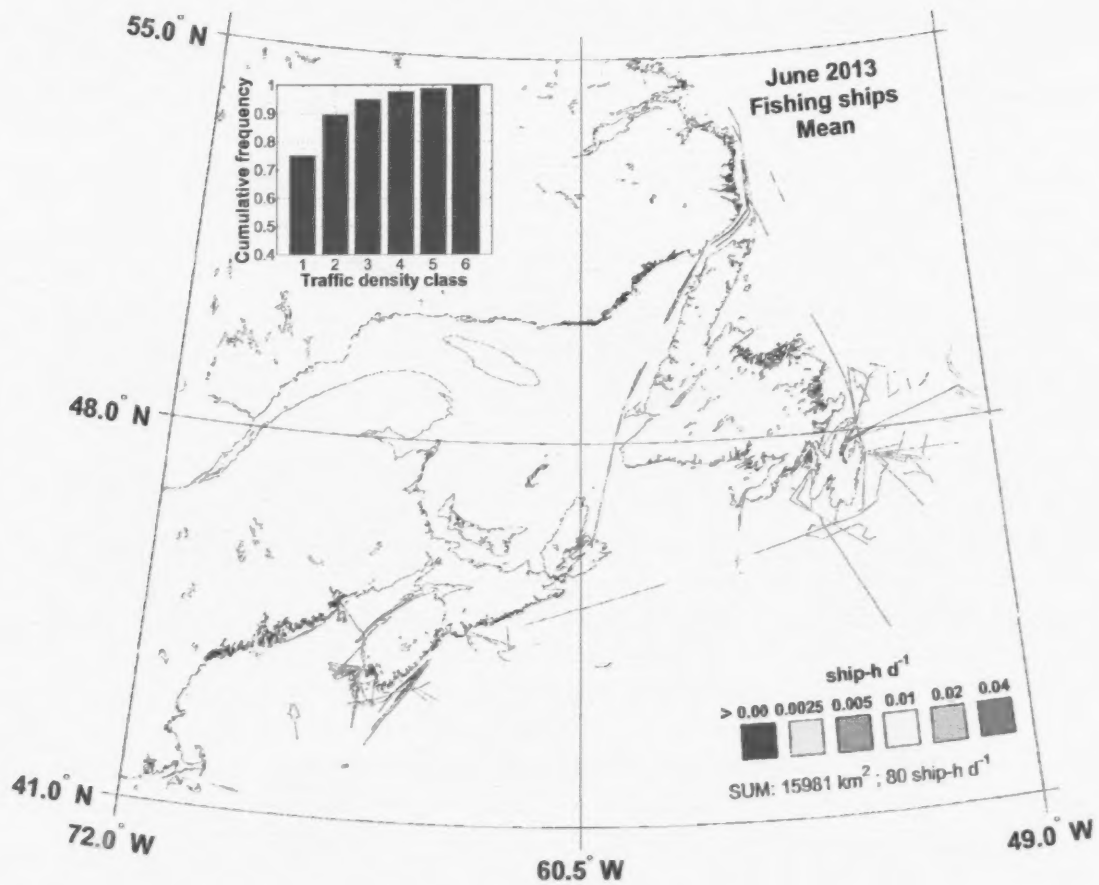 55.0° N
June 2013
Fishing ships
Mean
Cumulative frequency
1
0.9
0.8
0.7
0.6
0.5
0.4
1 2 3 4 5 6
Traffic density class
48.0° N
ship-h d⁻¹
> 0.00 0.0025 0.005 0.01 0.02 0.04
SUM: 15981 km² ; 80 ship-h d⁻¹
41.0° N
72.0° W
60.5° W
49.0° W